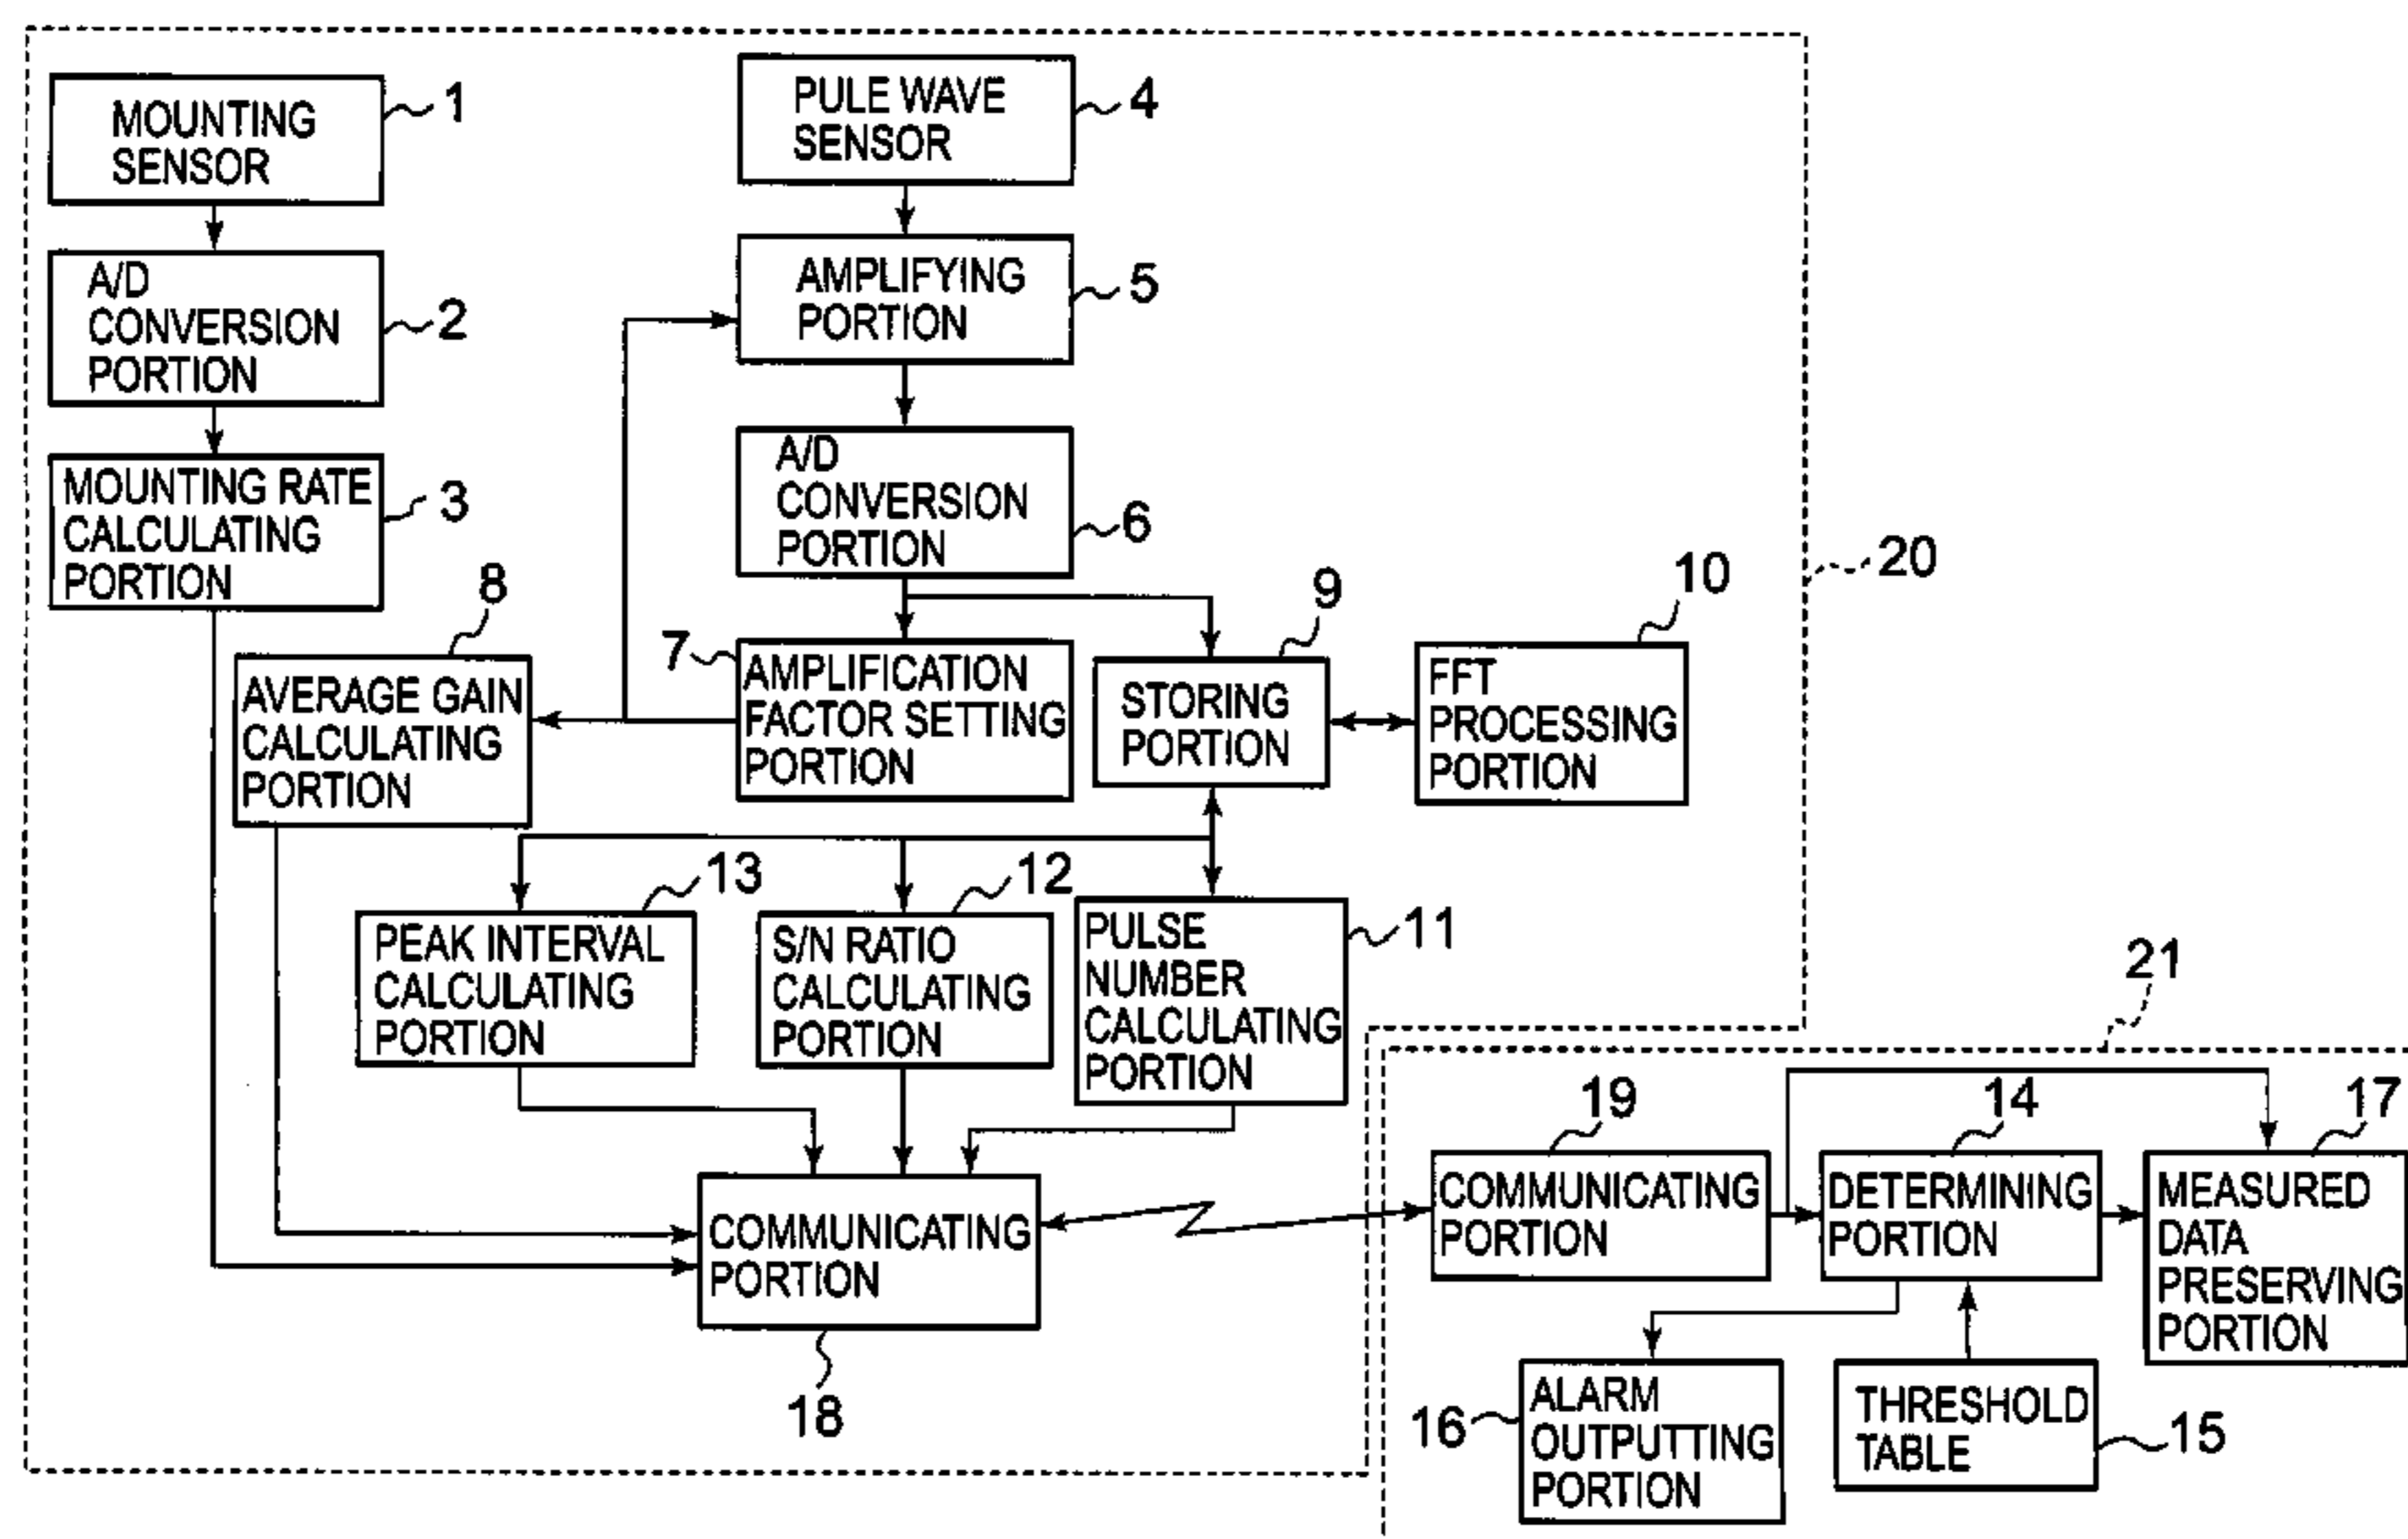 MOUNTING
SENSOR
1
PULE WAVE
SENSOR
4
A/D
CONVERSION
PORTION
2
AMPLIFYING
PORTION
5
MOUNTING RATE
CALCULATING
PORTION
3
A/D
CONVERSION
PORTION
6
20
8
AVERAGE GAIN
CALCULATING
PORTION
7
AMPLIFICATION
FACTOR SETTING
PORTION
9
STORING
PORTION
10
FFT
PROCESSING
PORTION
13
PEAK INTERVAL
CALCULATING
PORTION
12
S/N RATIO
CALCULATING
PORTION
11
PULSE
NUMBER
CALCULATING
PORTION
21
COMMUNICATING
PORTION
18
19
COMMUNICATING
PORTION
14
DETERMINING
PORTION
17
MEASURED
DATA
PRESERVING
PORTION
16
ALARM
OUTPUTTING
PORTION
THRESHOLD
TABLE
15